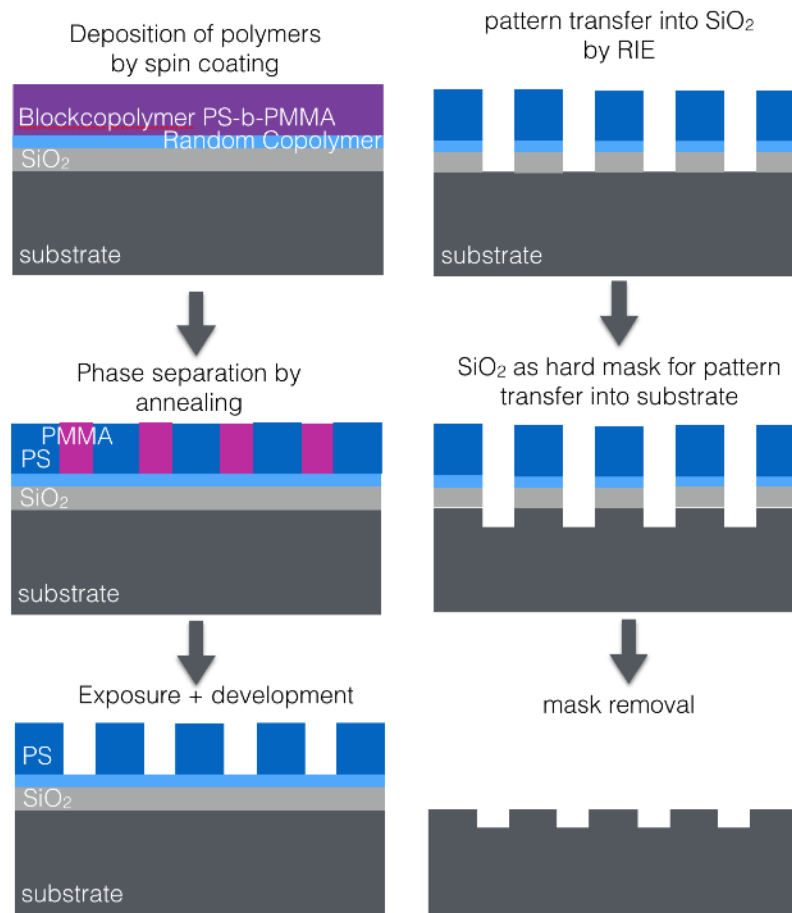 Deposition of polymers
by spin coating
Blockcopolymer PS-b-PMMA
Random Copolymer
SiO₂
substrate
Phase separation by
annealing
PMMA
PS
SiO₂
substrate
Exposure + development
PS
SiO₂
substrate
pattern transfer into SiO₂
by RIE
substrate
SiO₂ as hard mask for pattern
transfer into substrate
mask removal